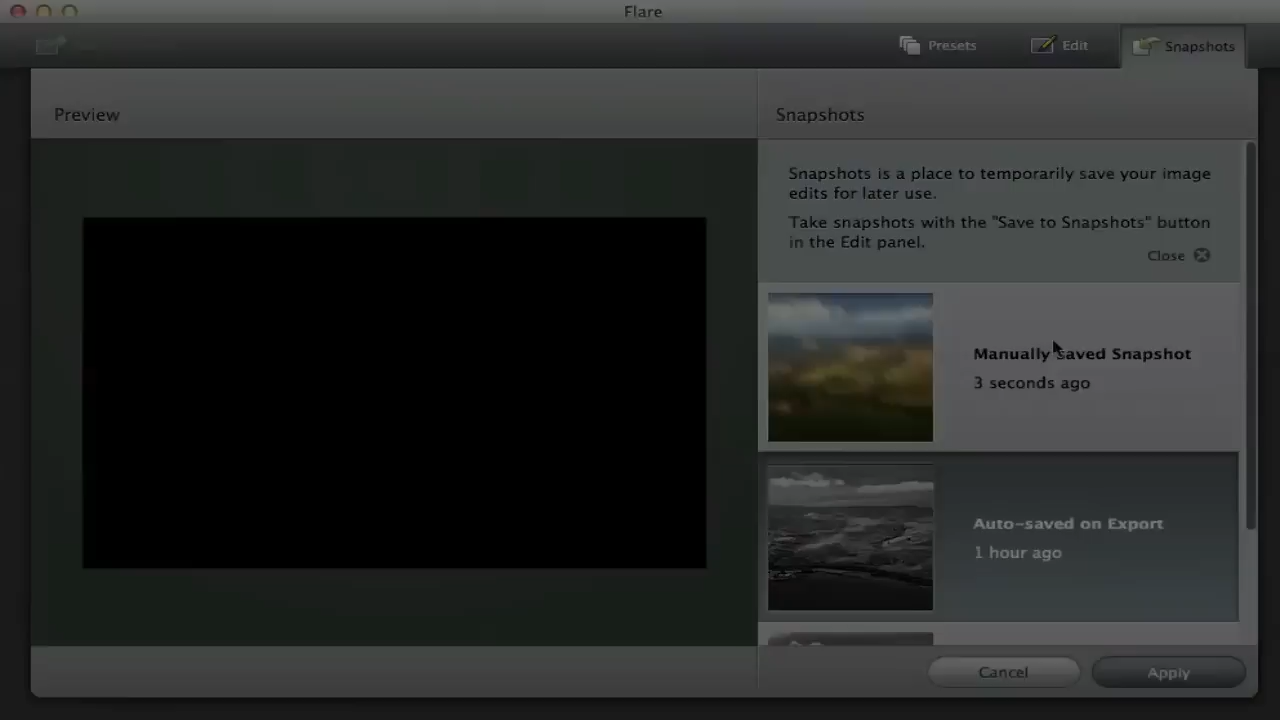 Flare
Presets
Edit
Snapshots
Preview
Snapshots
Snapshots is a place to temporarily save your image
edits for later use.
Take snapshots with the "Save to Snapshots" button
in the Edit panel.
Close
Manually saved Snapshot
3 seconds ago
Auto-saved on Export
1 hour ago
Cancel
Apply